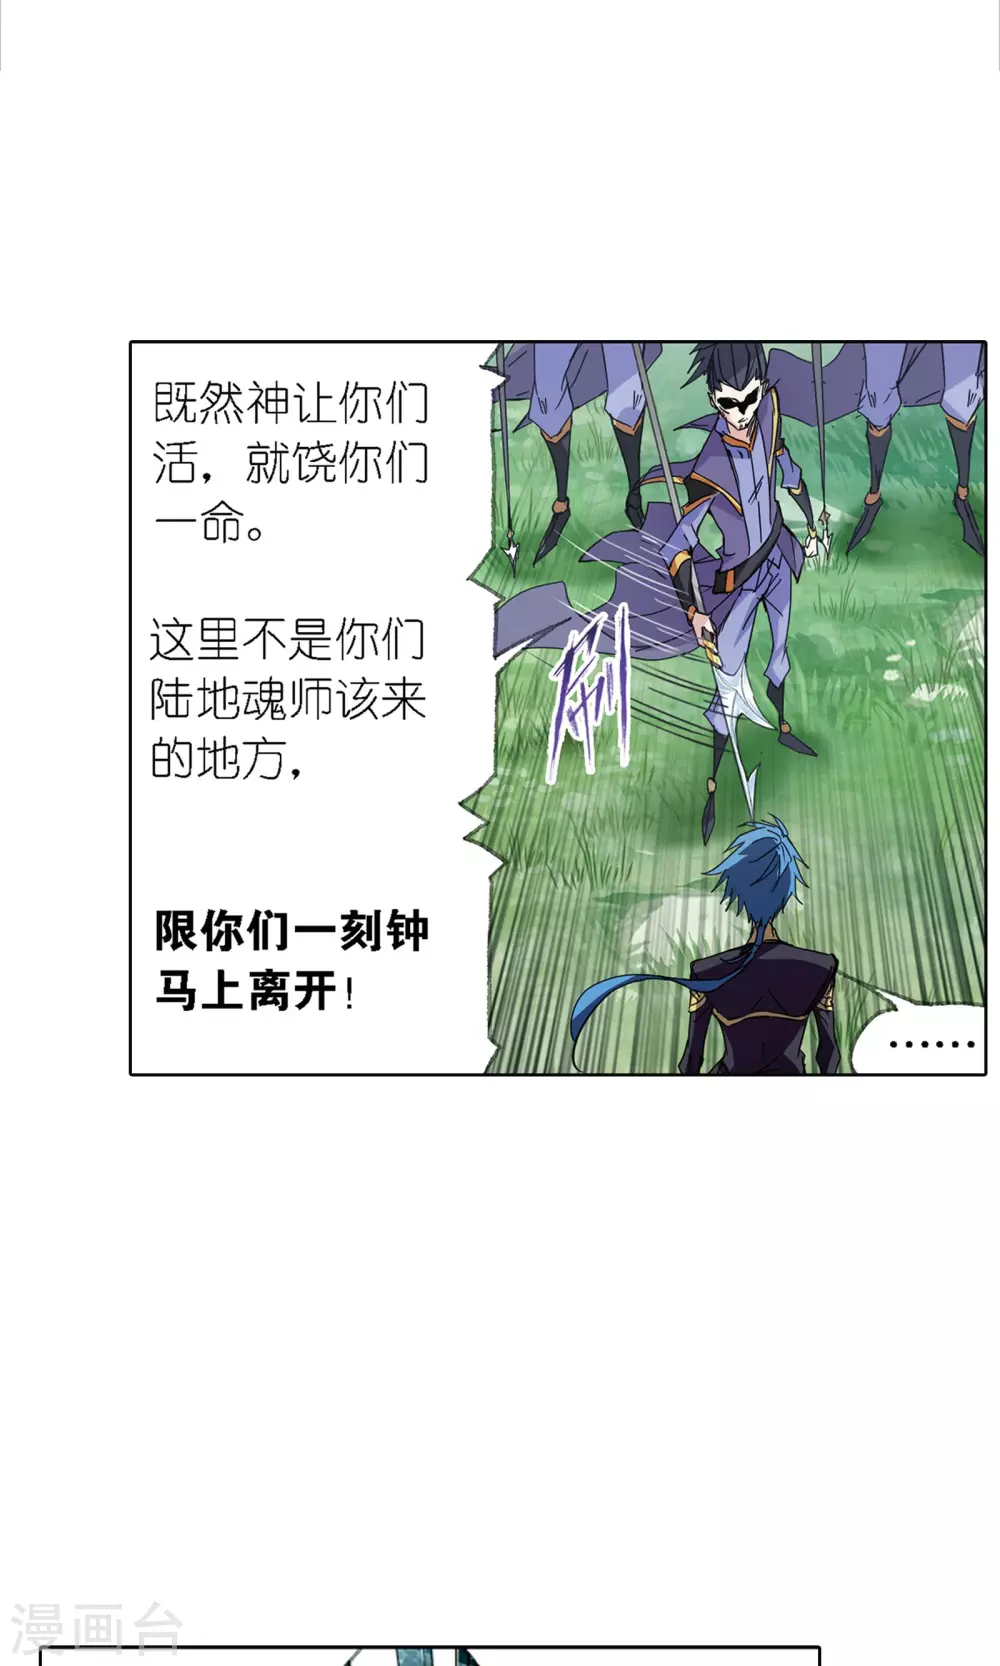 既然神让你们
活，就饶你们
一命。
这里不是你们
陆地魂师该来
的地方，
限你们一刻钟
马上离开！
刷
……
漫画台